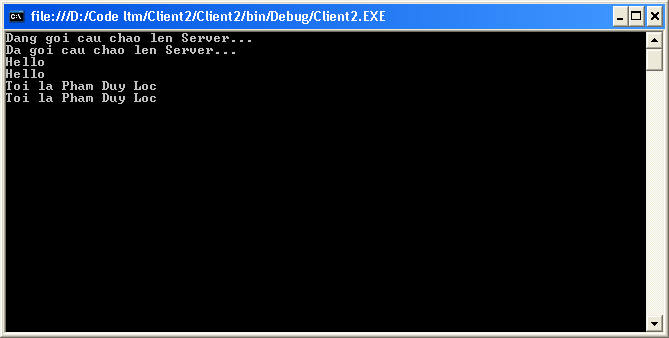 file:///D:/Code ltm/Client2/Client2/bin/Debug/Client2.EXE
Dang goi cau chao len Server...
Da goi cau chao len Server...
Hello
Hello
Toi la Pham Duy Loc
Toi la Pham Duy Loc